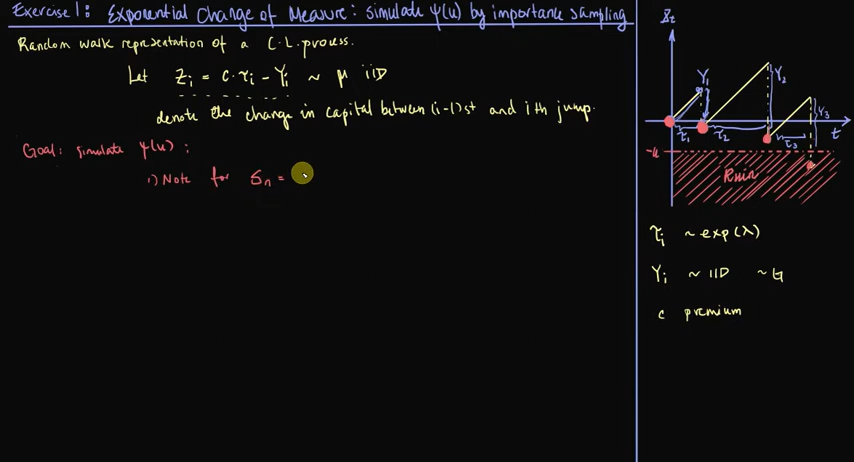 Exercise 1: Exponential Change of Measure: simulate ψ(u) by importance sampling
Random walk representation of a C.L. process.
Let Zᵢ = c·τᵢ - Yᵢ ~ μ IID
denote the change in capital between (i-1)st and ith jump.
Goal: simulate ψ(u):
1) Note for Sₙ =
Y₁
Y₂
Y₃
τ₁
τ₂
τ₃
t
-u
Ruin
τᵢ ~ exp(λ)
Yᵢ ~ IID ~ G
c premium